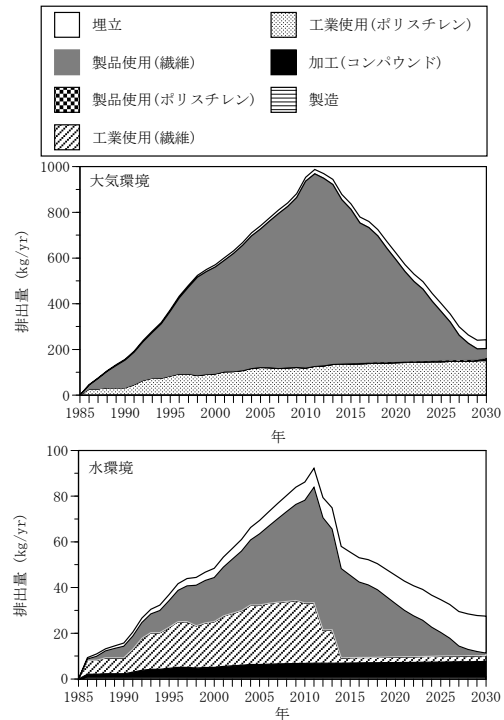 埋立
工業使用(ポリスチレン)
製品使用(繊維)
加工(コンパウンド)
製品使用(ポリスチレン)
製造
工業使用(繊維)
大気環境
排出量 (kg/yr)
1000
800
600
400
200
0
1985 1990 1995 2000 2005 2010 2015 2020 2025 2030
年
水環境
排出量 (kg/yr)
100
80
60
40
20
0
1985 1990 1995 2000 2005 2010 2015 2020 2025 2030
年